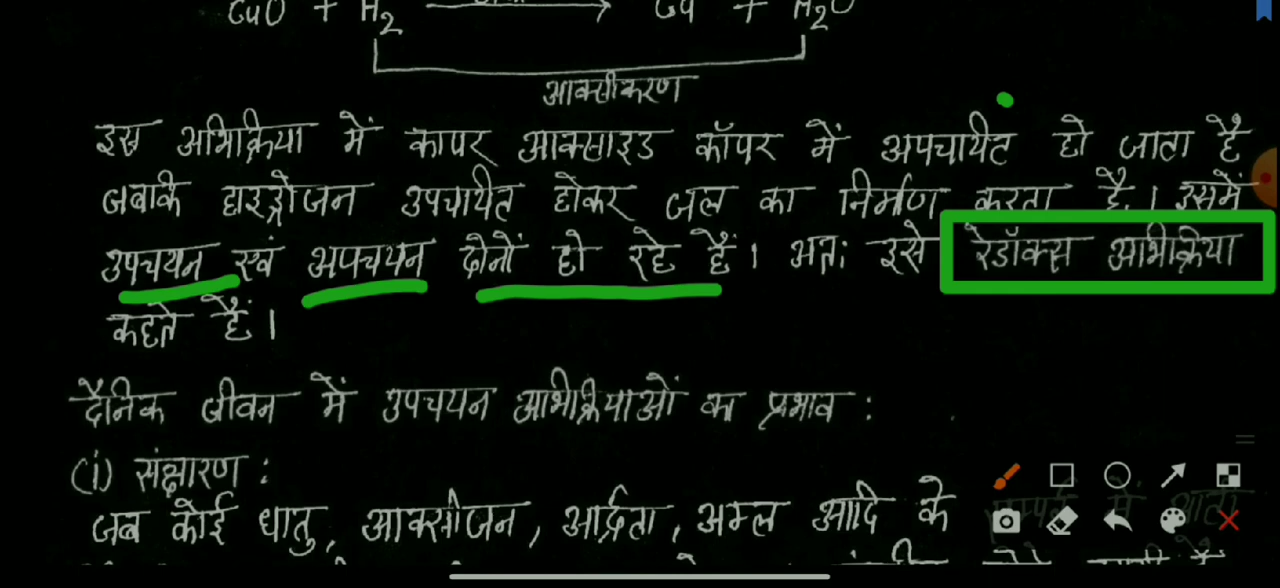 CuO + H₂ → Cu + H₂O
आक्सीकरण
इस अभिक्रिया में कापर आक्साइड कॉपर में अपचयित हो जाता है
जबकि हाइड्रोजन उपचयित होकर जल का निर्माण करता है। इसमें
उपचयन एवं अपचयन दोनों हो रहे हैं। अतः इसे रेडॉक्स अभिक्रिया
कहते हैं।
दैनिक जीवन में उपचयन अभिक्रियाओं का प्रभाव :
(i) संक्षारण :
जब कोई धातु, आक्सीजन, आर्द्रता, अम्ल आदि के